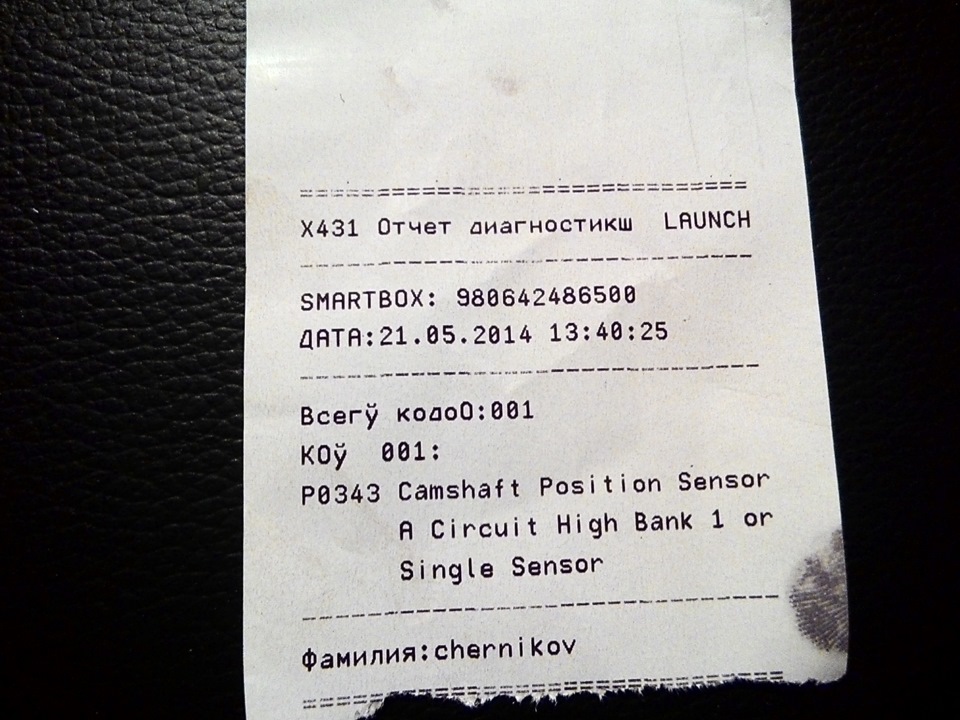 X431 Отчет диагностикш LAUNCH
SMARTBOX: 980642486500
ДАТА:21.05.2014 13:40:25
Всегў кодоО:001
КОў 001:
P0343 Camshaft Position Sensor
A Circuit High Bank 1 or
Single Sensor
Фамилия:chernikov